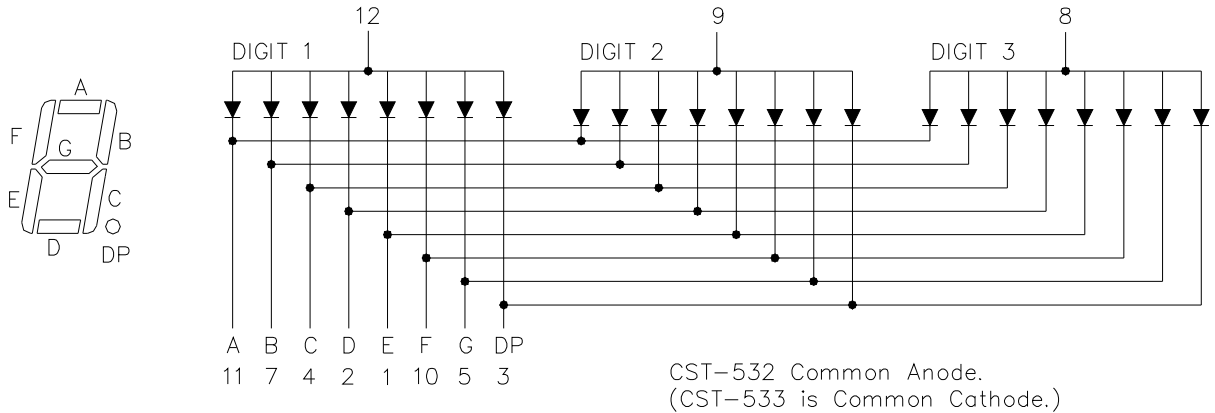 12 9 8
DIGIT 1 DIGIT 2 DIGIT 3
A
F B
G
E C
D
DP
A B C D E F G DP
11 7 4 2 1 10 5 3
CST-532 Common Anode.
(CST-533 is Common Cathode.)